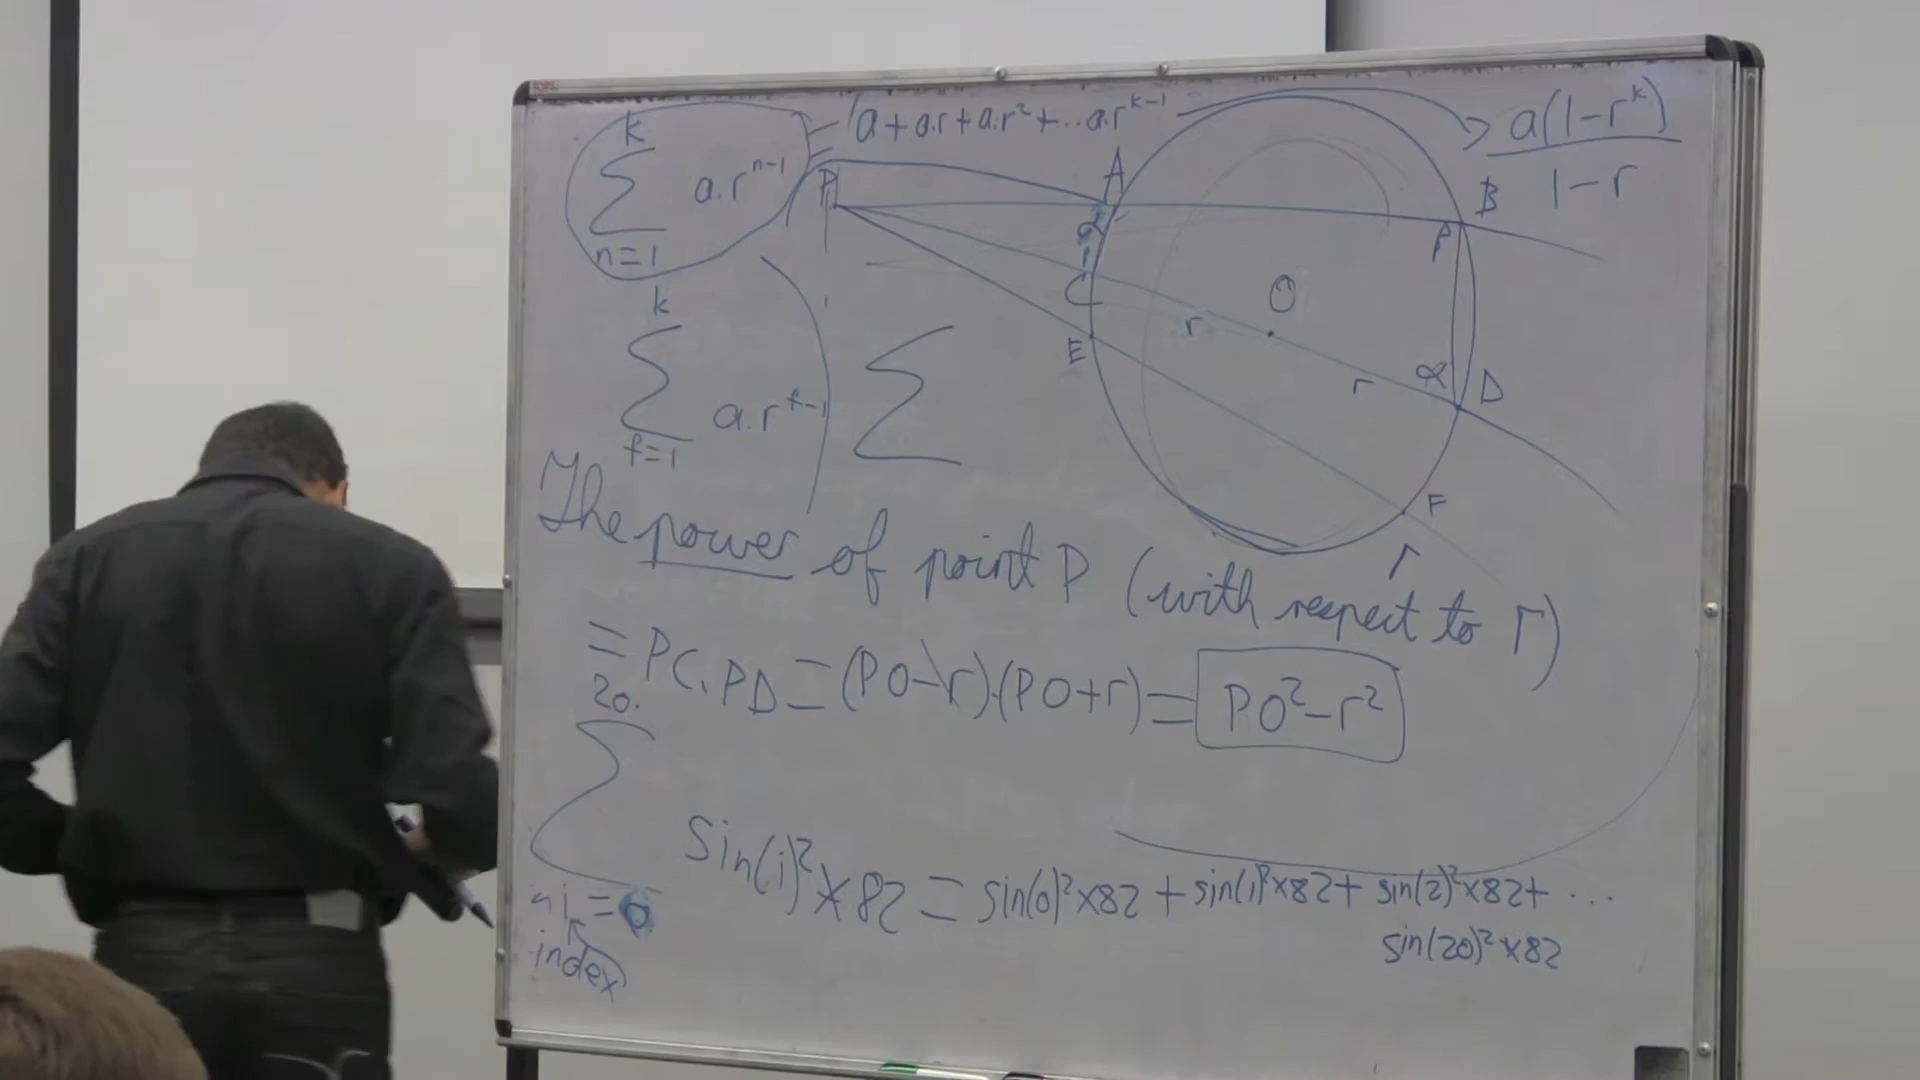 k
∑ a.r^{n-1} = a+a.r+a.r²+...a.r^{k-1} → a(1-r^k)/(1-r)
n=1
P A B
α β
C O
E r
r α D
F
Γ
k
∑ a.r^{f-1} ∑
f=1
The power of point P (with respect to Γ)
= PC.PD = (PO-r).(PO+r) = PO²-r²
20.
∑ Sin(i)²×82 = sin(0)²×82 + sin(1)²×82 + sin(2)²×82 + ...
sin(20)²×82
i=0
index